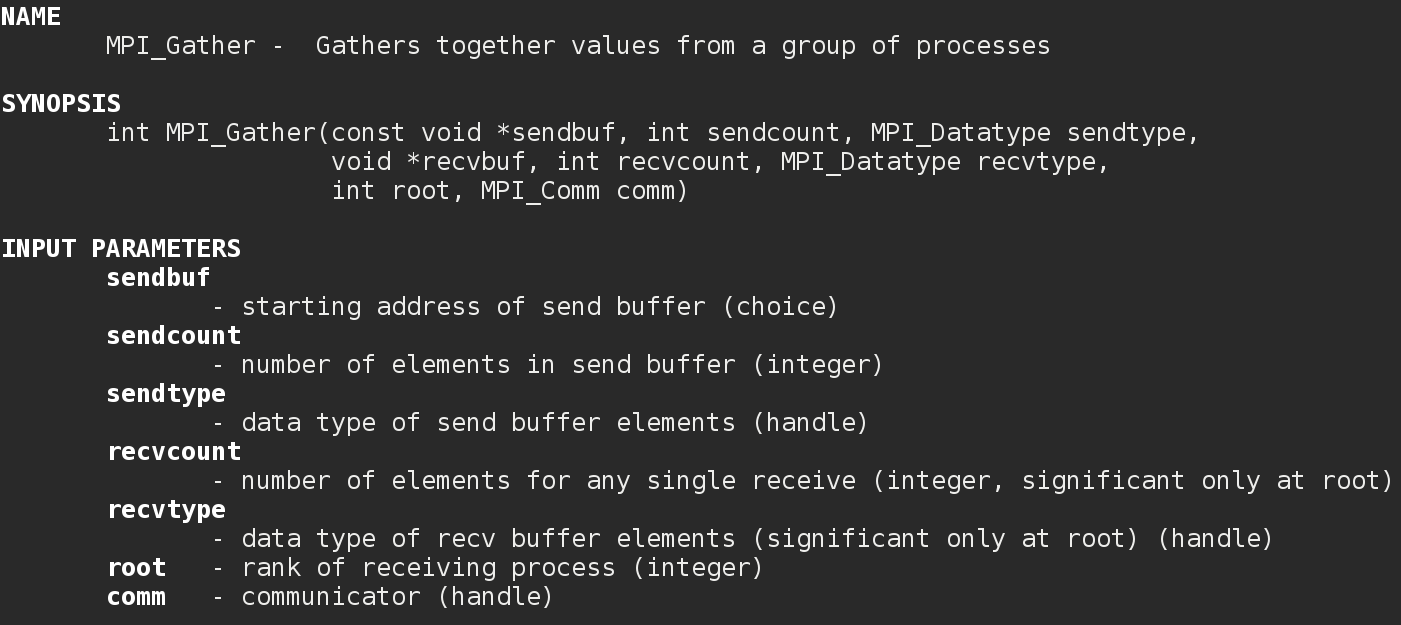 NAME
MPI_Gather -  Gathers together values from a group of processes
SYNOPSIS
int MPI_Gather(const void *sendbuf, int sendcount, MPI_Datatype sendtype,
void *recvbuf, int recvcount, MPI_Datatype recvtype,
int root, MPI_Comm comm)
INPUT PARAMETERS
sendbuf
- starting address of send buffer (choice)
sendcount
- number of elements in send buffer (integer)
sendtype
- data type of send buffer elements (handle)
recvcount
- number of elements for any single receive (integer, significant only at root)
recvtype
- data type of recv buffer elements (significant only at root) (handle)
root   - rank of receiving process (integer)
comm   - communicator (handle)